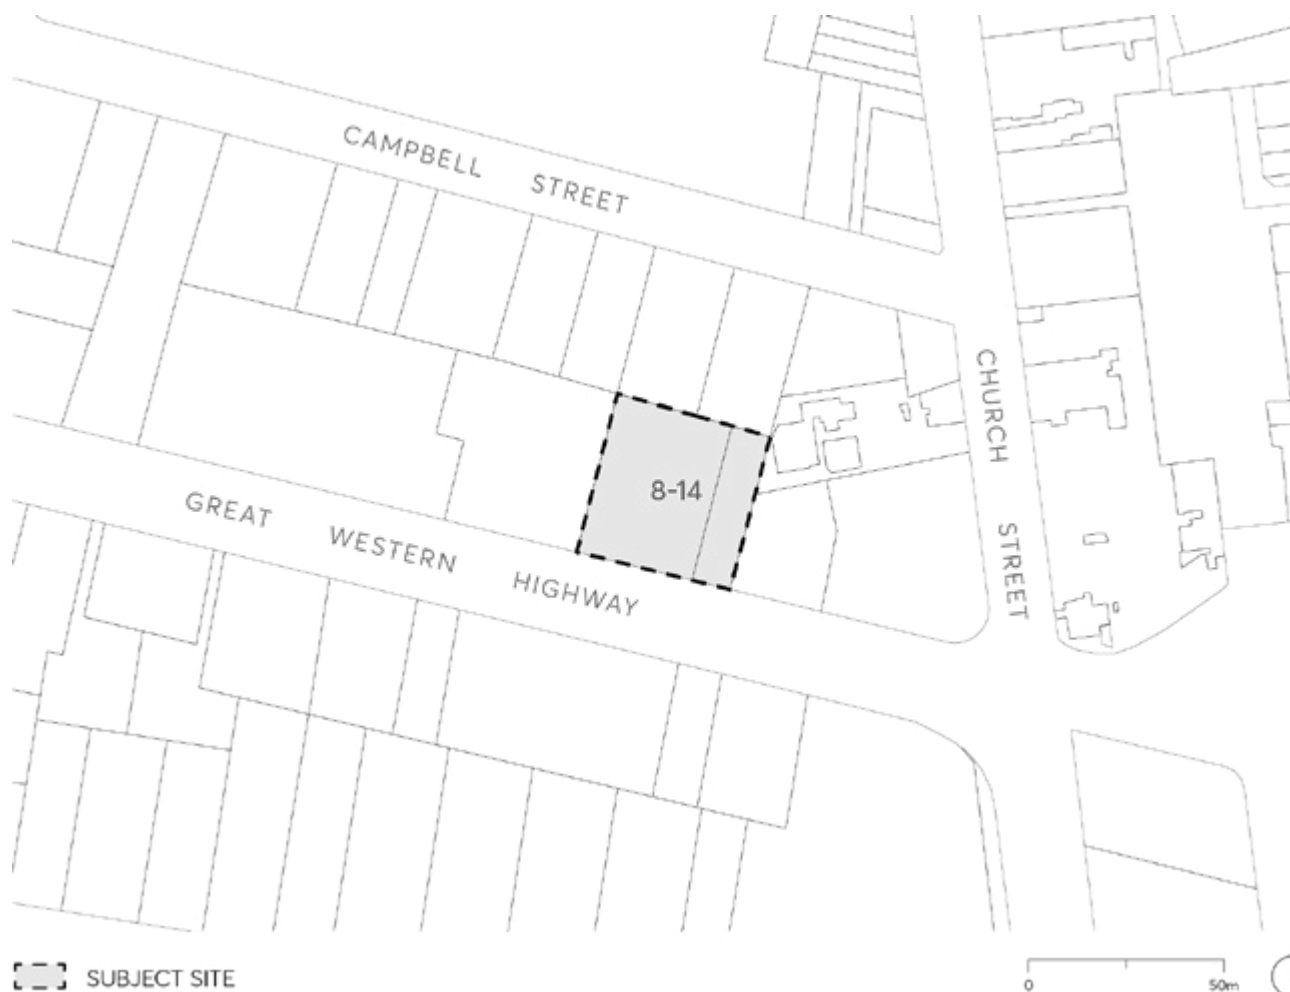 CAMPBELL STREET
CHURCH STREET
8-14
GREAT WESTERN HIGHWAY
SUBJECT SITE
0 50m